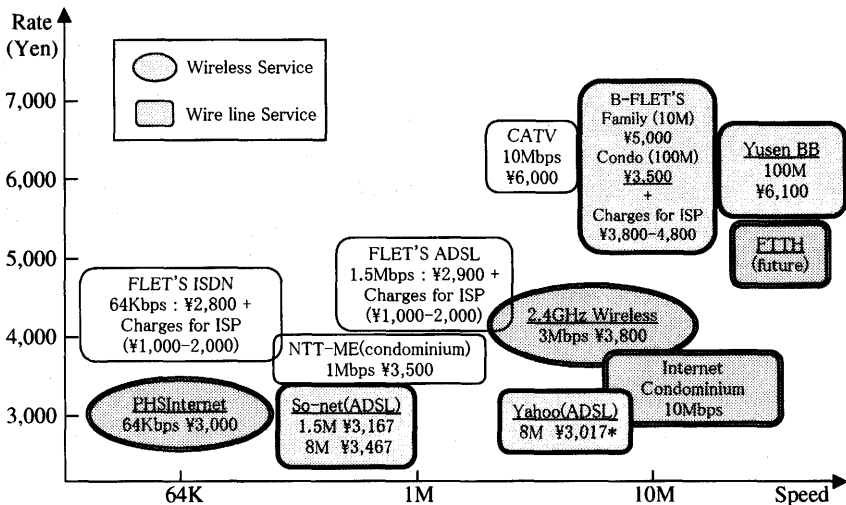 Rate
(Yen)
7,000
6,000
5,000
4,000
3,000
Wireless Service
Wire line Service
CATV
10Mbps
¥6,000
B-FLET'S
Family (10M)
¥5,000
Condo (100M)
¥3,500
+
Charges for ISP
¥3,800-4,800
Yusen BB
100M
¥6,100
FTTH
(future)
FLET'S ADSL
1.5Mbps : ¥2,900 +
Charges for ISP
(¥1,000-2,000)
FLET'S ISDN
64Kbps : ¥2,800 +
Charges for ISP
(¥1,000-2,000)
2.4GHz Wireless
3Mbps ¥3,800
NTT-ME(condominium)
1Mbps ¥3,500
Internet
Condominium
10Mbps
PHSInternet
64Kbps ¥3,000
So-net(ADSL)
1.5M ¥3,167
8M ¥3,467
Yahoo(ADSL)
8M ¥3,017*
64K
1M
10M
Speed